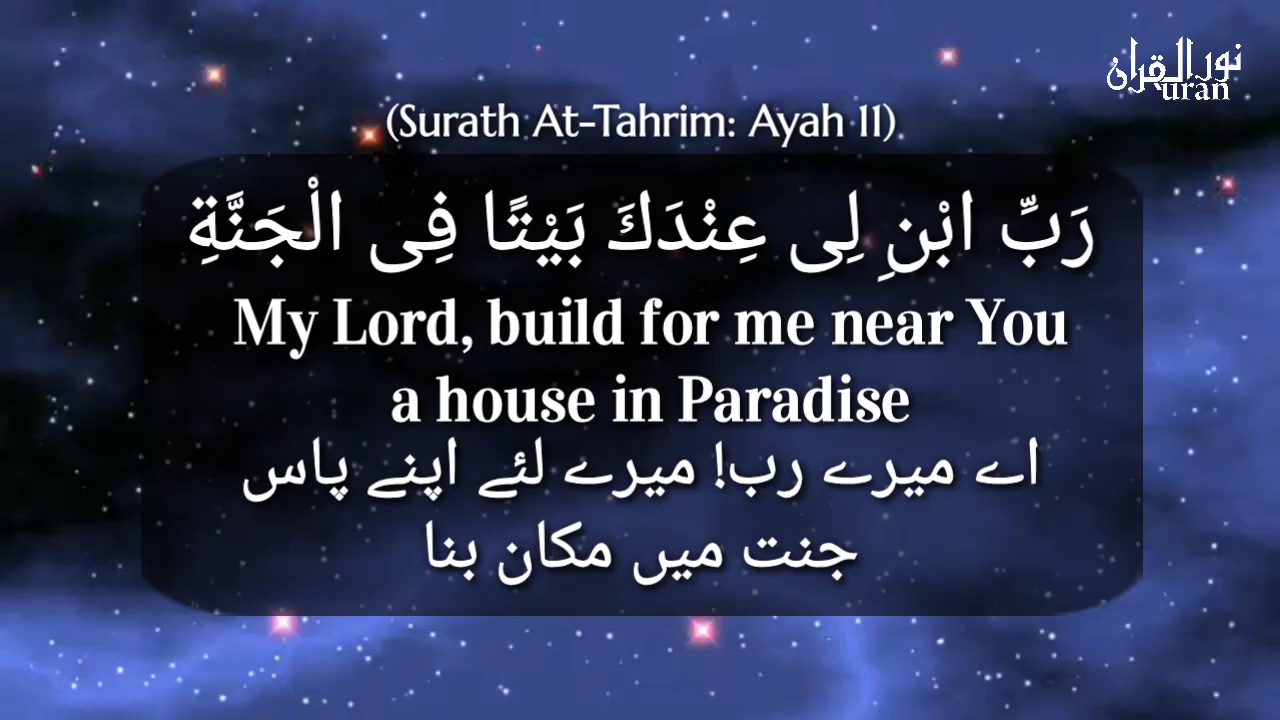 نور القرآن
uran
(Surath At-Tahrim: Ayah 11)
رَبِّ ابْنِ لِى عِنْدَكَ بَيْتًا فِى الْجَنَّةِ
My Lord, build for me near You
a house in Paradise
اے میرے رب! میرے لئے اپنے پاس
جنت میں مکان بنا